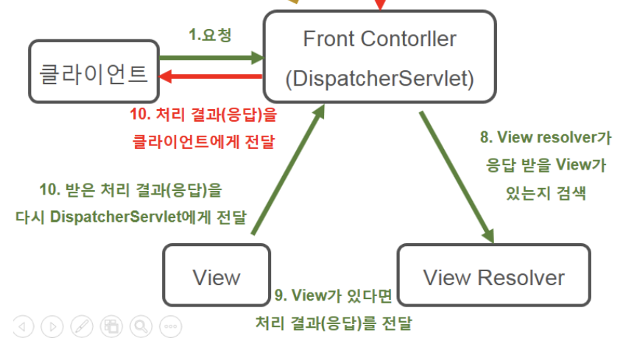 1.요청
Front Contorller
(DispatcherServlet)
클라이언트
10. 처리 결과(응답)을
클라이언트에게 전달
8. View resolver가
응답 받을 View가
있는지 검색
10. 받은 처리 결과(응답)을
다시 DispatcherServlet에게 전달
View
View Resolver
9. View가 있다면
처리 결과(응답)를 전달